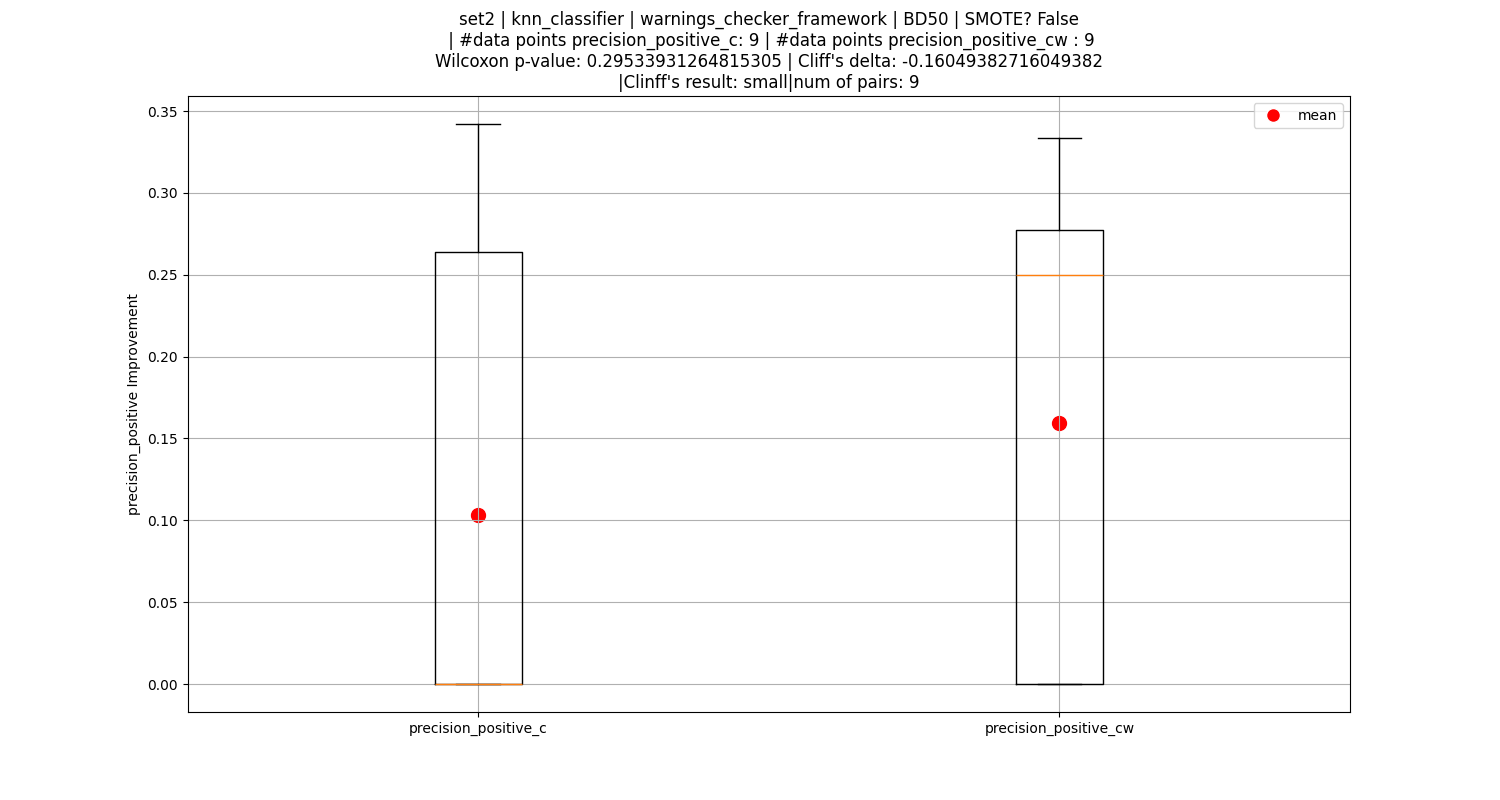 set2 | knn_classifier | warnings_checker_framework | BD50 | SMOTE? False
| #data points precision_positive_c: 9 | #data points precision_positive_cw : 9
Wilcoxon p-value: 0.29533931264815305 | Cliff's delta: -0.16049382716049382
|Clinff's result: small|num of pairs: 9
mean
0.35
0.30
0.25
0.20
0.15
0.10
0.05
0.00
precision_positive Improvement
precision_positive_c
precision_positive_cw